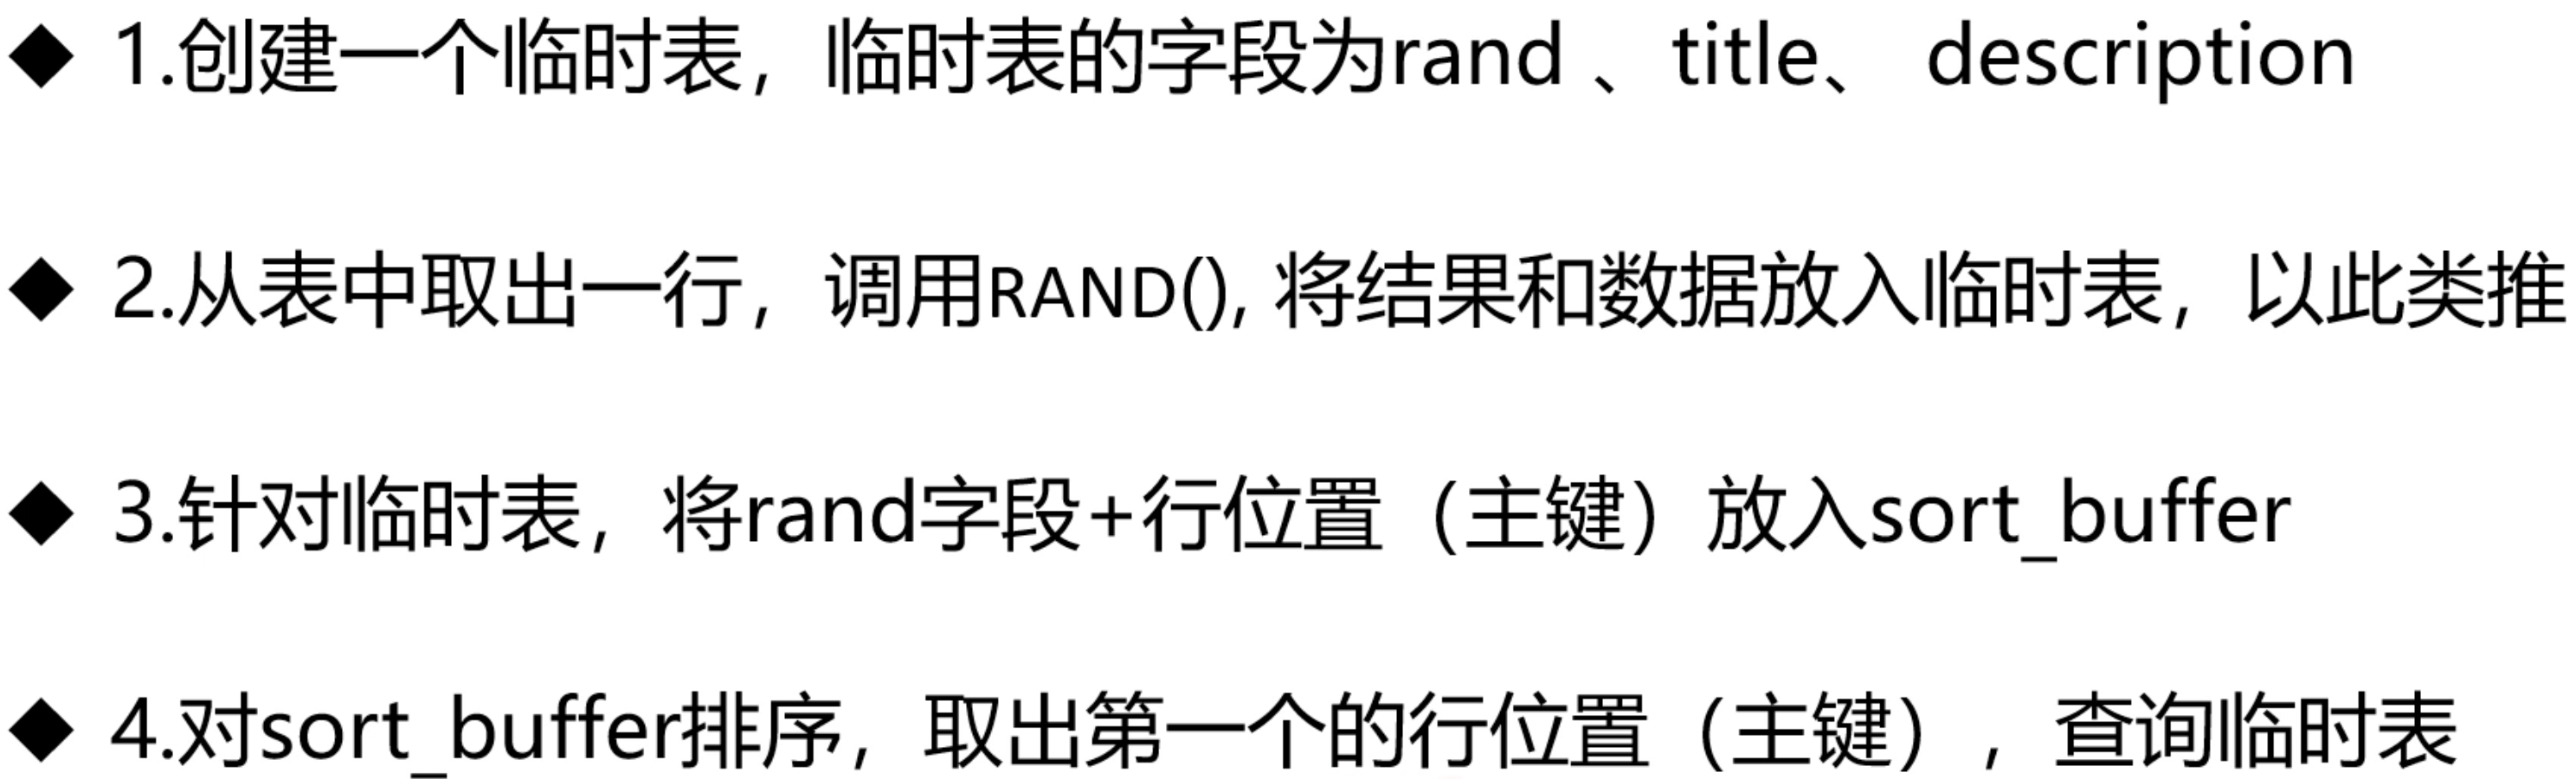 ◆ 1.创建一个临时表，临时表的字段为rand 、title、 description
◆ 2.从表中取出一行，调用RAND(), 将结果和数据放入临时表，以此类推
◆ 3.针对临时表，将rand字段+行位置（主键）放入sort_buffer
◆ 4.对sort_buffer排序，取出第一个的行位置（主键），查询临时表